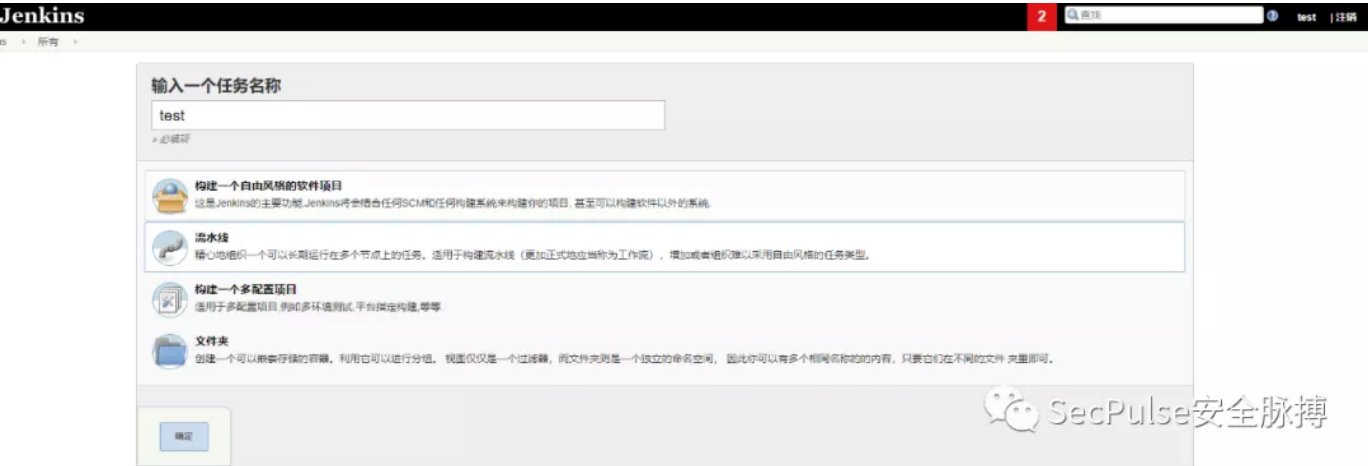 Jenkins
2
查找
test | 注销
所有
输入一个任务名称
test
» 必填项
构建一个自由风格的软件项目
这是Jenkins的主要功能.Jenkins将会结合任何SCM和任何构建系统来构建你的项目, 甚至可以构建软件以外的系统.
流水线
精心地组织一个可以长期运行在多个节点上的任务。适用于构建流水线（更加正式地应当称为工作流），增加或者组织难以采用自由风格的任务类型。
构建一个多配置项目
适用于多配置项目,例如多环境测试,平台指定构建,等等
文件夹
创建一个可以嵌套存储的容器。利用它可以进行分组。 视图仅仅是一个过滤器，而文件夹则是一个独立的命名空间， 因此你可以有多个相同名称的的内容，只要它们在不同的文件 夹里即可。
SecPulse安全脉搏
确定